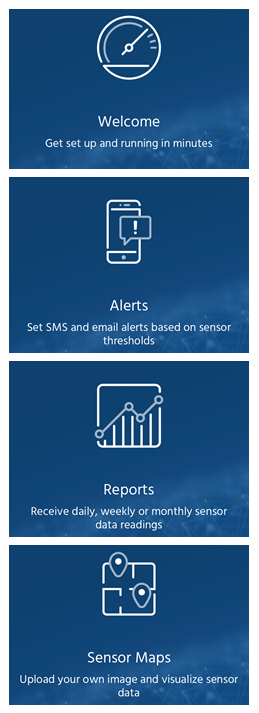 Welcome
Get set up and running in minutes
Alerts
Set SMS and email alerts based on sensor
thresholds
Reports
Receive daily, weekly or monthly sensor
data readings
Sensor Maps
Upload your own image and visualize sensor
data